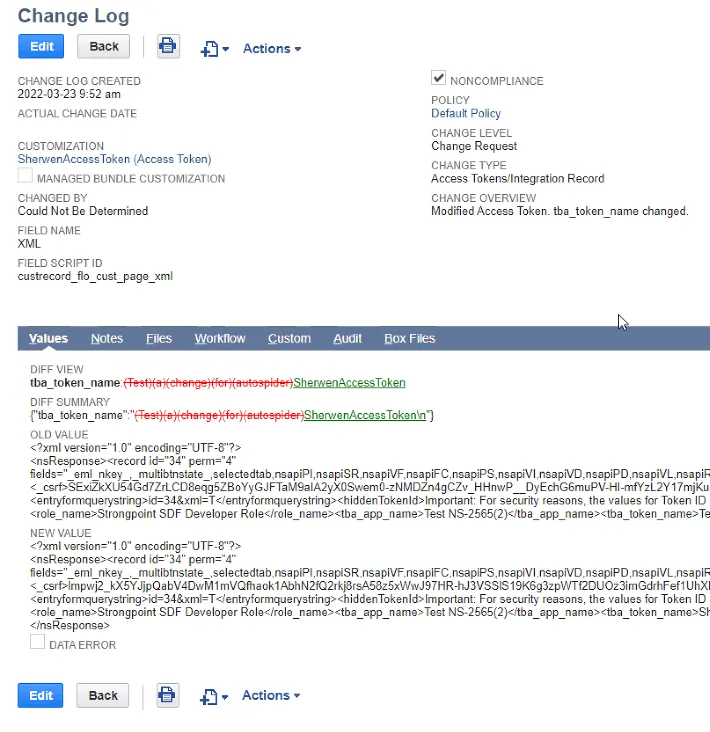 Change Log
Edit Back Actions
CHANGE LOG CREATED
2022-03-23 9:52 am
ACTUAL CHANGE DATE
CUSTOMIZATION
SherwenAccessToken (Access Token)
MANAGED BUNDLE CUSTOMIZATION
CHANGED BY
Could Not Be Determined
FIELD NAME
XML
FIELD SCRIPT ID
custrecord_flo_cust_page_xml
NONCOMPLIANCE
POLICY
Default Policy
CHANGE LEVEL
Change Request
CHANGE TYPE
Access Tokens/Integration Record
CHANGE OVERVIEW
Modified Access Token. tba_token_name changed.
Values Notes Files Workflow Custom Audit Box Files
DIFF VIEW
tba_token_name:(Test)(a)(change)(for)(autospider)SherwenAccessToken
DIFF SUMMARY
{"tba_token_name":"(Test)(a)(change)(for)(autospider)SherwenAccessToken\n"}
OLD VALUE
<?xml version="1.0" encoding="UTF-8"?>
<nsResponse><record id="34" perm="4"
fields="_eml_nkey_,_multibtnstate_,selectedtab,nsapiPI,nsapiSR,nsapiVF,nsapiFC,nsapiPS,nsapiVI,nsapiVD,nsapiPD,nsapiVL,nsapiR
<_csrf>SExiZkXU54Gd7ZrLCD8eqg5ZBoYyGJFTaM9aIA2yX0Swem0-zNMDZn4gCZv_HHnwP__DyEchG6muPV-HI-mfYzL2Y17mjKu
<entryformquerystring>id=34&xml=T</entryformquerystring><hiddenTokenId>Important: For security reasons, the values for Token ID
<role_name>Strongpoint SDF Developer Role</role_name><tba_app_name>Test NS-2565(2)</tba_app_name><tba_token_name>Te
NEW VALUE
<?xml version="1.0" encoding="UTF-8"?>
<nsResponse><record id="34" perm="4"
fields="_eml_nkey_,_multibtnstate_,selectedtab,nsapiPI,nsapiSR,nsapiVF,nsapiFC,nsapiPS,nsapiVI,nsapiVD,nsapiPD,nsapiVL,nsapiR
<_csrf>Impwj2_kX5YJjpQabV4DwM1mVQfhaok1AbhN2fQ2rkj8rsA58z5xWwJ97HR-hJ3VSSlS19K6g3zpWTf2DUOz3imGdrhFef1UhXl
<entryformquerystring>id=34&xml=T</entryformquerystring><hiddenTokenId>Important: For security reasons, the values for Token ID
<role_name>Strongpoint SDF Developer Role</role_name><tba_app_name>Test NS-2565(2)</tba_app_name><tba_token_name>Sh
</nsResponse>
DATA ERROR
Edit Back Actions